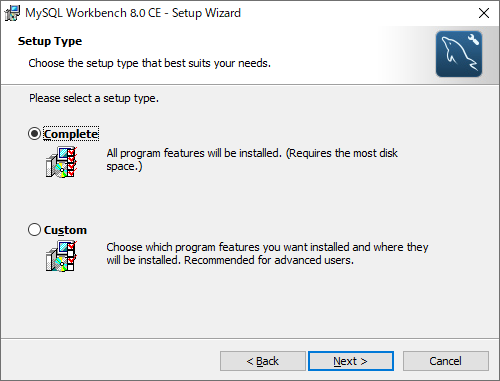 MySQL Workbench 8.0 CE - Setup Wizard
Setup Type
Choose the setup type that best suits your needs.
Please select a setup type.
Complete
All program features will be installed. (Requires the most disk
space.)
Custom
Choose which program features you want installed and where they
will be installed. Recommended for advanced users.
< Back
Next >
Cancel